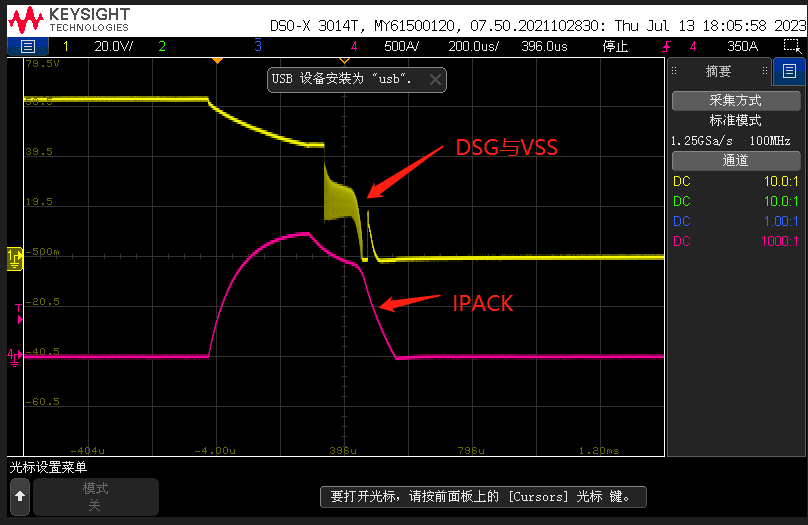 KEYSIGHT
TECHNOLOGIES
DSO-X 3014T, MY61500120, 07.50.2021102830: Thu Jul 13 18:05:58 2023
1 20.0V/ 2 3 4 500A/ 200.0us/ 396.0us 停止 4 350A
79.5V
USB 设备安装为 "usb".
摘要
59.5
采集方式
标准模式
39.5
1.25GSa/s 100MHz
DSG与VSS
通道
DC 10.0:1
19.5
DC 10.0:1
DC 1.00:1
DC 1000:1
1
-500m
-20.5
IPACK
T
4
-40.5
-60.5
-404u -4.00u 396u 796u 1.20ms
光标设置菜单
模式
关
要打开光标，请按前面板上的 [Cursors] 光标 键。